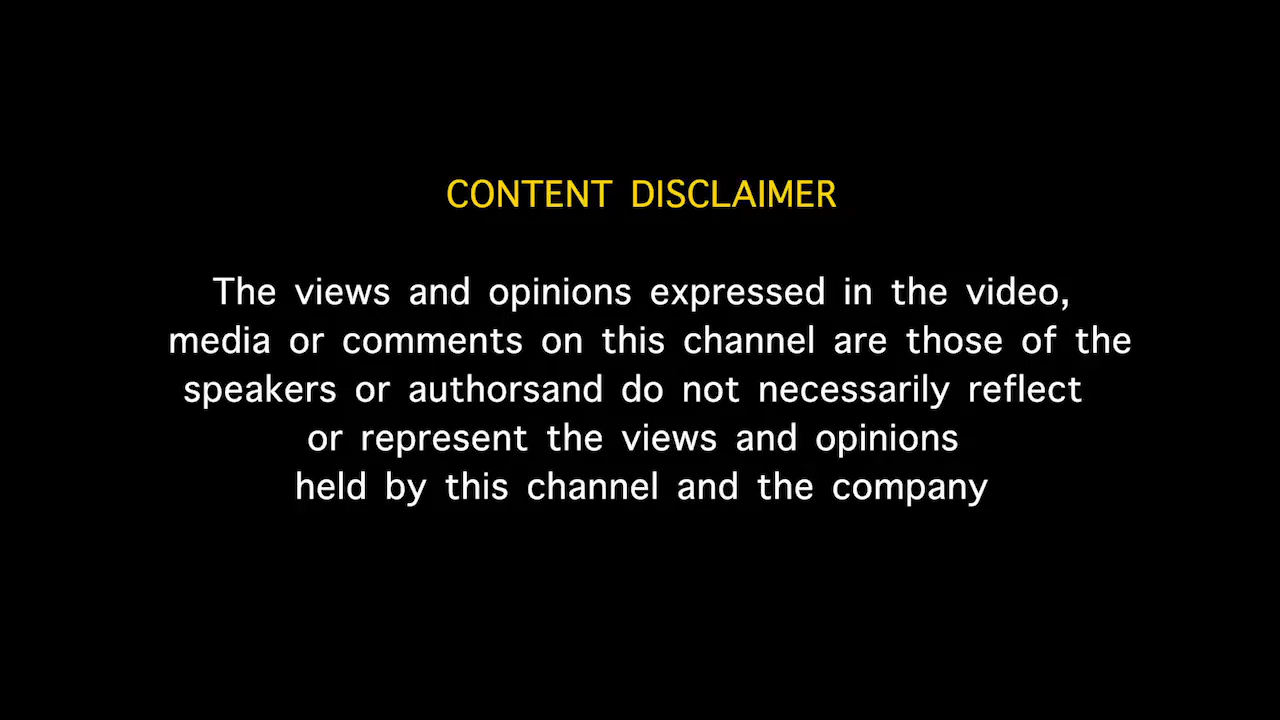 CONTENT DISCLAIMER
The views and opinions expressed in the video,
media or comments on this channel are those of the
speakers or authorsand do not necessarily reflect
or represent the views and opinions
held by this channel and the company